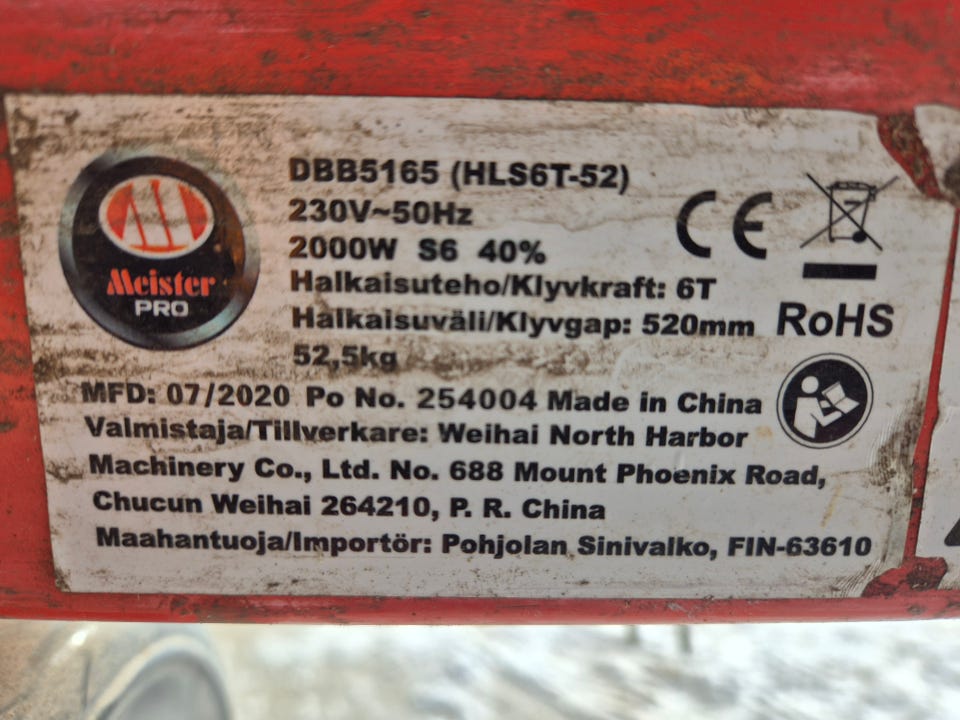 Meister
PRO
DBB5165 (HLS6T-52)
230V~50Hz
2000W S6 40%
Halkaisuteho/Klyvkraft: 6T
Halkaisuväli/Klyvgap: 520mm
52,5kg
CE
RoHS
MFD: 07/2020 Po No. 254004 Made in China
Valmistaja/Tillverkare: Weihai North Harbor
Machinery Co., Ltd. No. 688 Mount Phoenix Road,
Chucun Weihai 264210, P. R. China
Maahantuoja/Importör: Pohjolan Sinivalko, FIN-63610